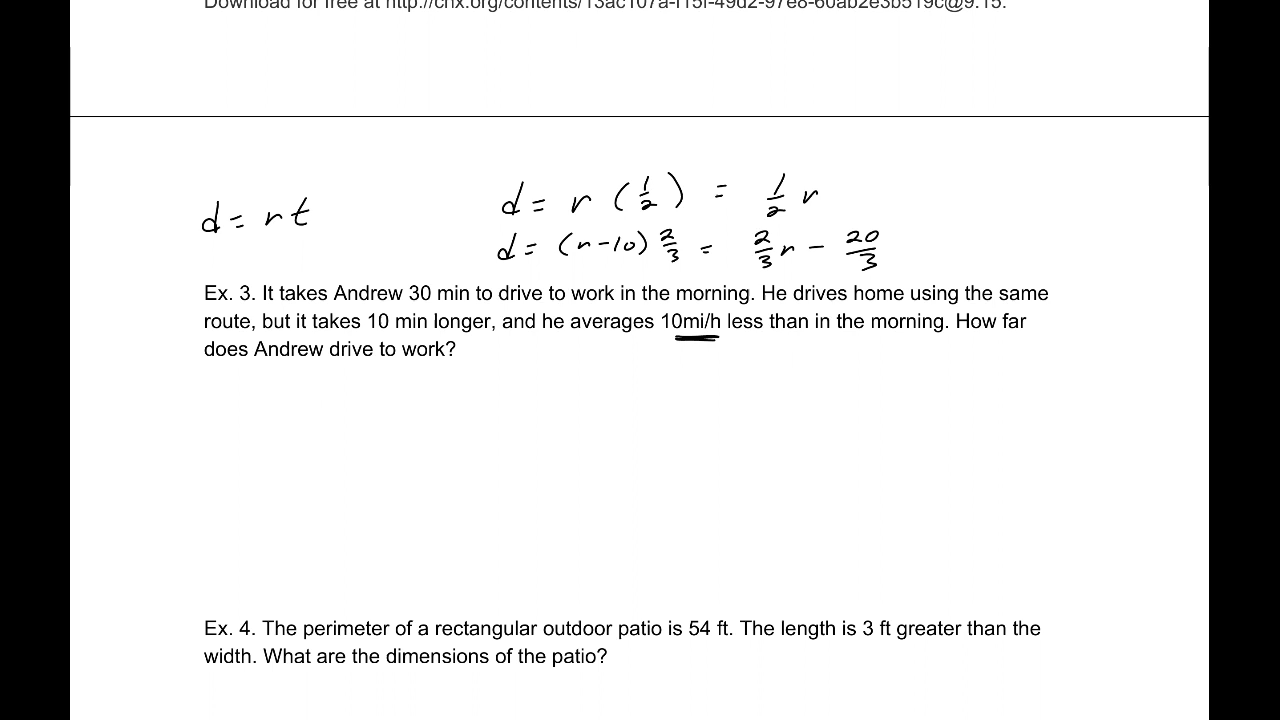 Download for free at http://cnx.org/contents/
d = rt
d = r (1/2) = 1/2 r
d = (r-10) 2/3 = 2/3 r - 20/3
Ex. 3. It takes Andrew 30 min to drive to work in the morning. He drives home using the same
route, but it takes 10 min longer, and he averages 10mi/h less than in the morning. How far
does Andrew drive to work?
Ex. 4. The perimeter of a rectangular outdoor patio is 54 ft. The length is 3 ft greater than the
width. What are the dimensions of the patio?